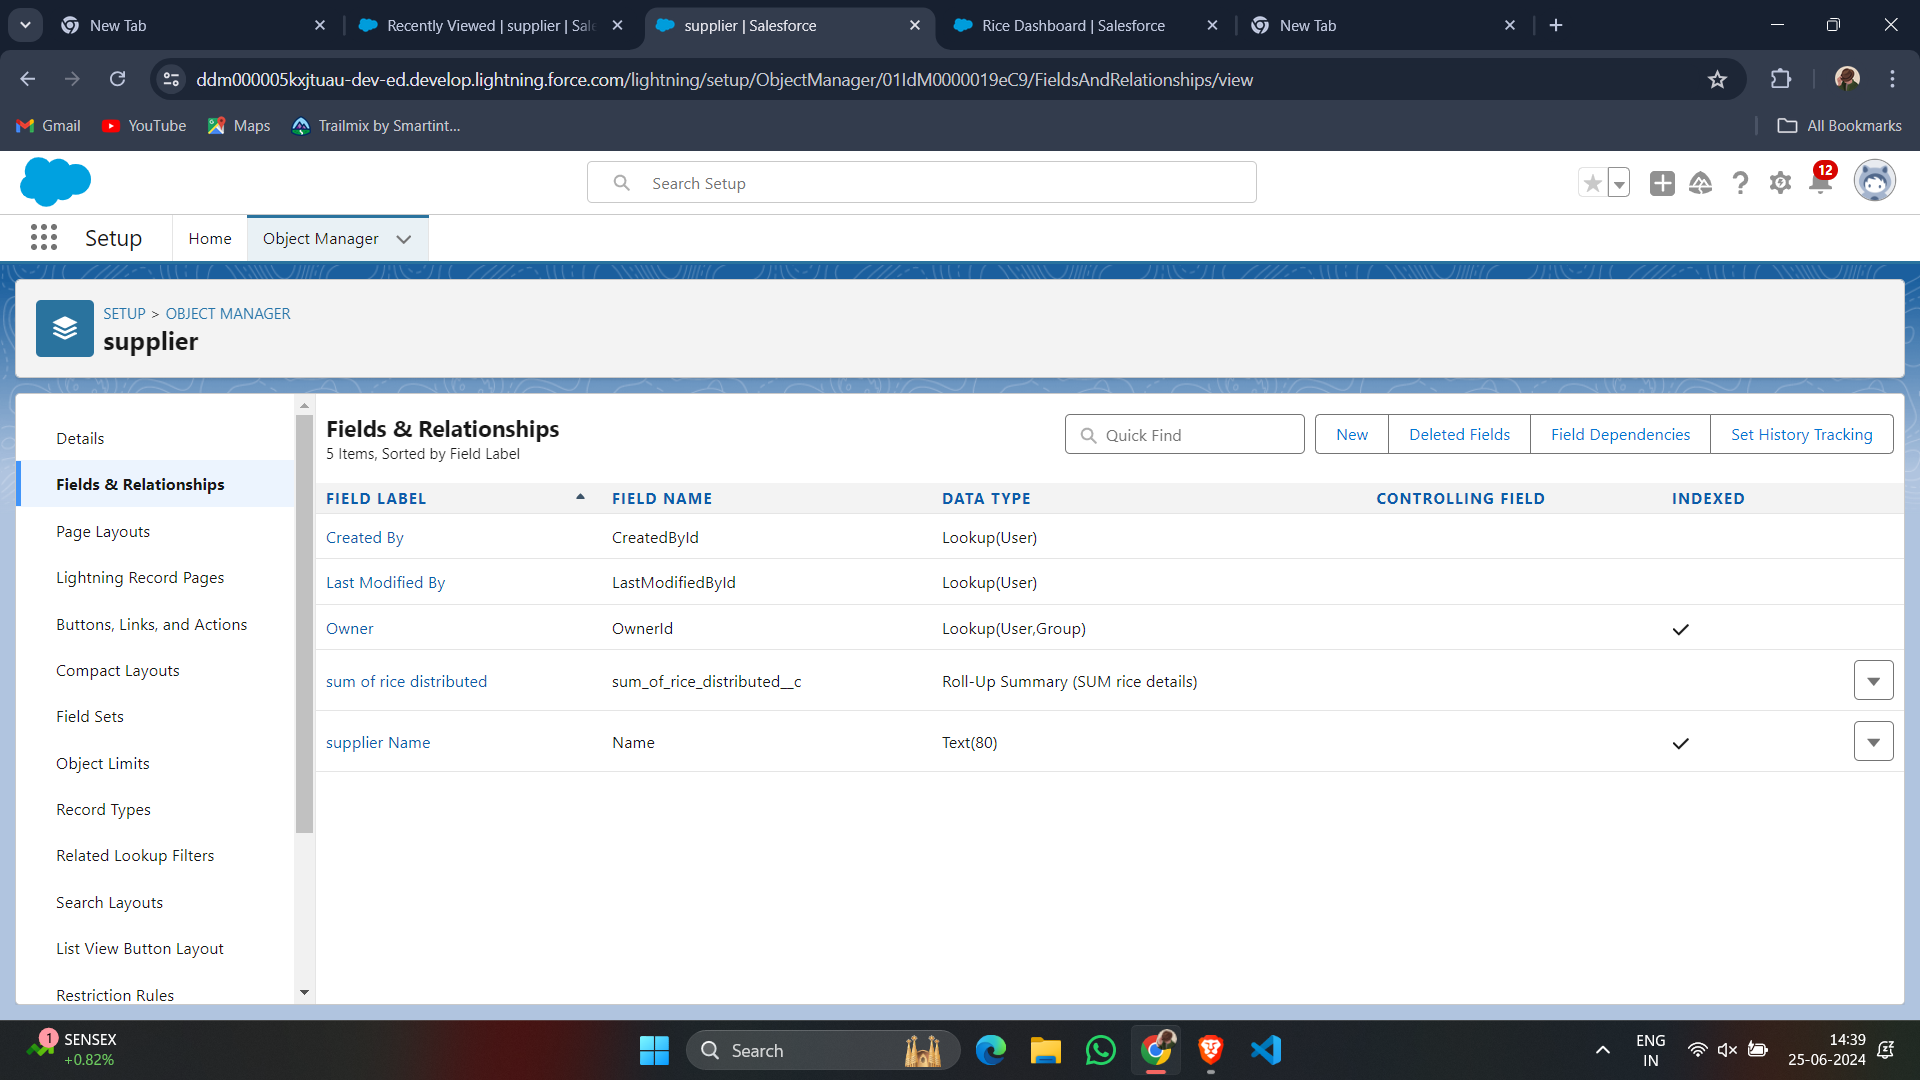 New Tab
Recently Viewed | supplier | Sale
supplier | Salesforce
Rice Dashboard | Salesforce
New Tab
ddm000005kxjtuau-dev-ed.develop.lightning.force.com/lightning/setup/ObjectManager/01IdM0000019eC9/FieldsAndRelationships/view
Gmail
YouTube
Maps
Trailmix by Smartint...
All Bookmarks
Search Setup
12
Setup
Home
Object Manager
SETUP > OBJECT MANAGER
supplier
Details
Fields & Relationships
Page Layouts
Lightning Record Pages
Buttons, Links, and Actions
Compact Layouts
Field Sets
Object Limits
Record Types
Related Lookup Filters
Search Layouts
List View Button Layout
Restriction Rules
Fields & Relationships
5 Items, Sorted by Field Label
Quick Find
New
Deleted Fields
Field Dependencies
Set History Tracking
FIELD LABEL FIELD NAME DATA TYPE CONTROLLING FIELD INDEXED
Created By CreatedById Lookup(User)
Last Modified By LastModifiedById Lookup(User)
Owner OwnerId Lookup(User,Group)
sum of rice distributed sum_of_rice_distributed__c Roll-Up Summary (SUM rice details)
supplier Name Name Text(80)
1
SENSEX
+0.82%
Search
ENG
IN
14:39
25-06-2024